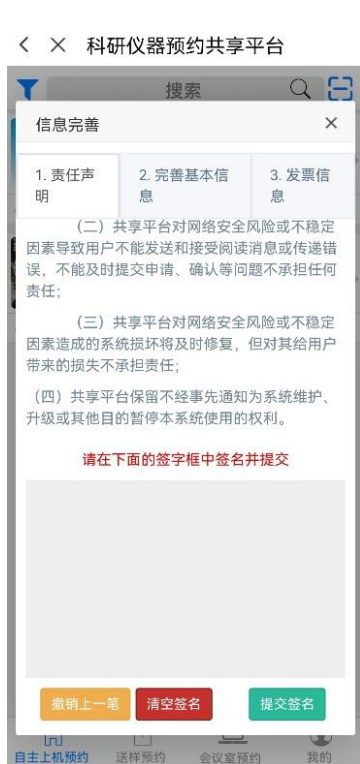 科研仪器预约共享平台
搜索
信息完善
1. 责任声
明
2. 完善基本信
息
3. 发票信
息
（二）共享平台对网络安全风险或不稳定
因素导致用户不能发送和接受阅读消息或传递错
误，不能及时提交申请、确认等问题不承担任何
责任；
（三）共享平台对网络安全风险或不稳定
因素造成的系统损坏将及时修复，但对其给用户
带来的损失不承担责任；
（四）共享平台保留不经事先通知为系统维护、
升级或其他目的暂停本系统使用的权利。
请在下面的签字框中签名并提交
撤销上一笔 清空签名 提交签名
自主上机预约 送样预约 会议室预约 我的